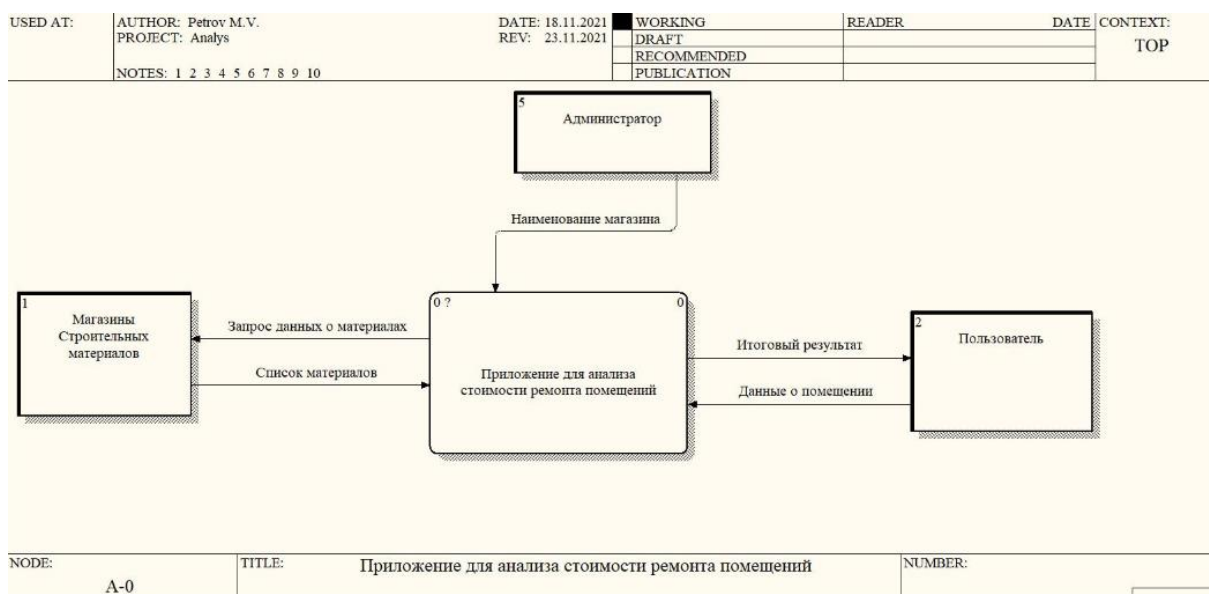 USED AT:
AUTHOR: Petrov M.V.
DATE: 18.11.2021
WORKING
READER
DATE
CONTEXT:
PROJECT: Analys
REV: 23.11.2021
DRAFT
TOP
RECOMMENDED
NOTES: 1 2 3 4 5 6 7 8 9 10
PUBLICATION
5
Администратор
Наименование магазина
1
Магазины
Строительных
материалов
Запрос данных о материалах
Список материалов
0 ?
0
Приложение для анализа
стоимости ремонта помещений
Итоговый результат
Данные о помещении
2
Пользователь
NODE:
A-0
TITLE:
Приложение для анализа стоимости ремонта помещений
NUMBER: